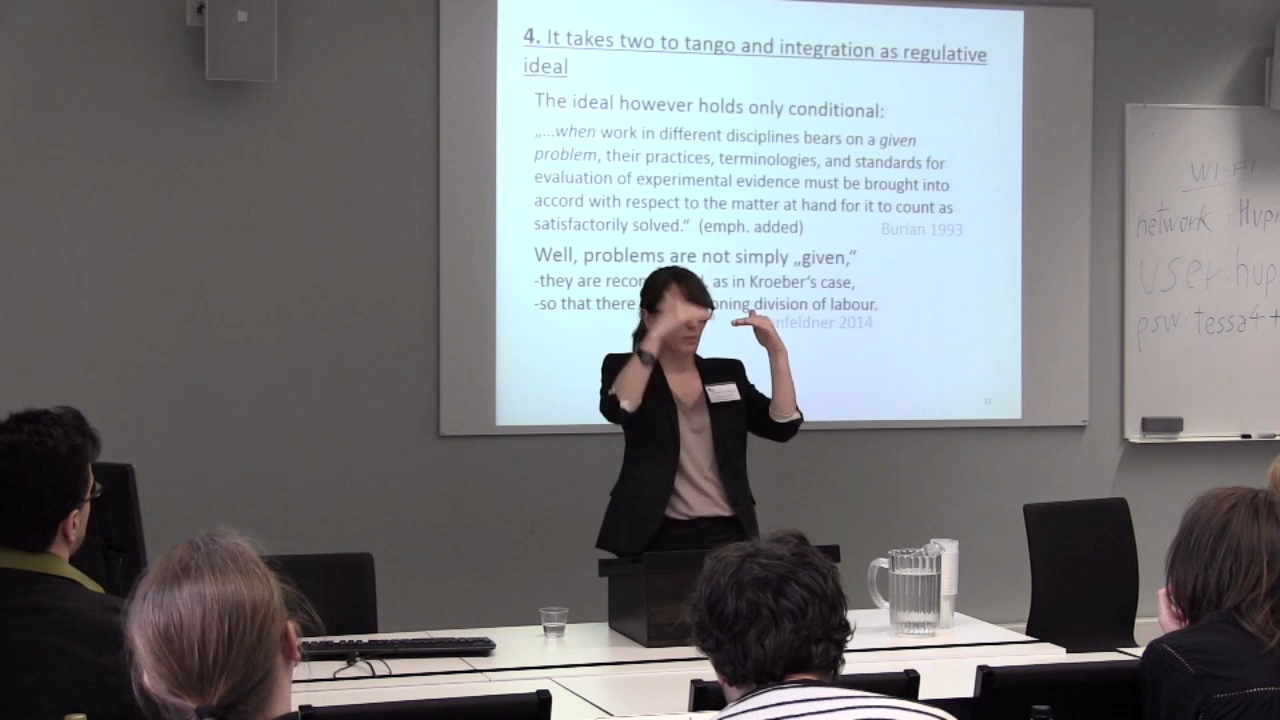 4. It takes two to tango and integration as regulative
ideal
The ideal however holds only conditional:
„...when work in different disciplines bears on a given
problem, their practices, terminologies, and standards for
evaluation of experimental evidence must be brought into
accord with respect to the matter at hand for it to count as
satisfactorily solved.“ (emph. added) Burian 1993
Well, problems are not simply „given,“
-they are recon , as in Kroeber‘s case,
-so that there oning division of labour.
nfeldner 2014
WI-FI
network Hup
user hup
psw tessa4+